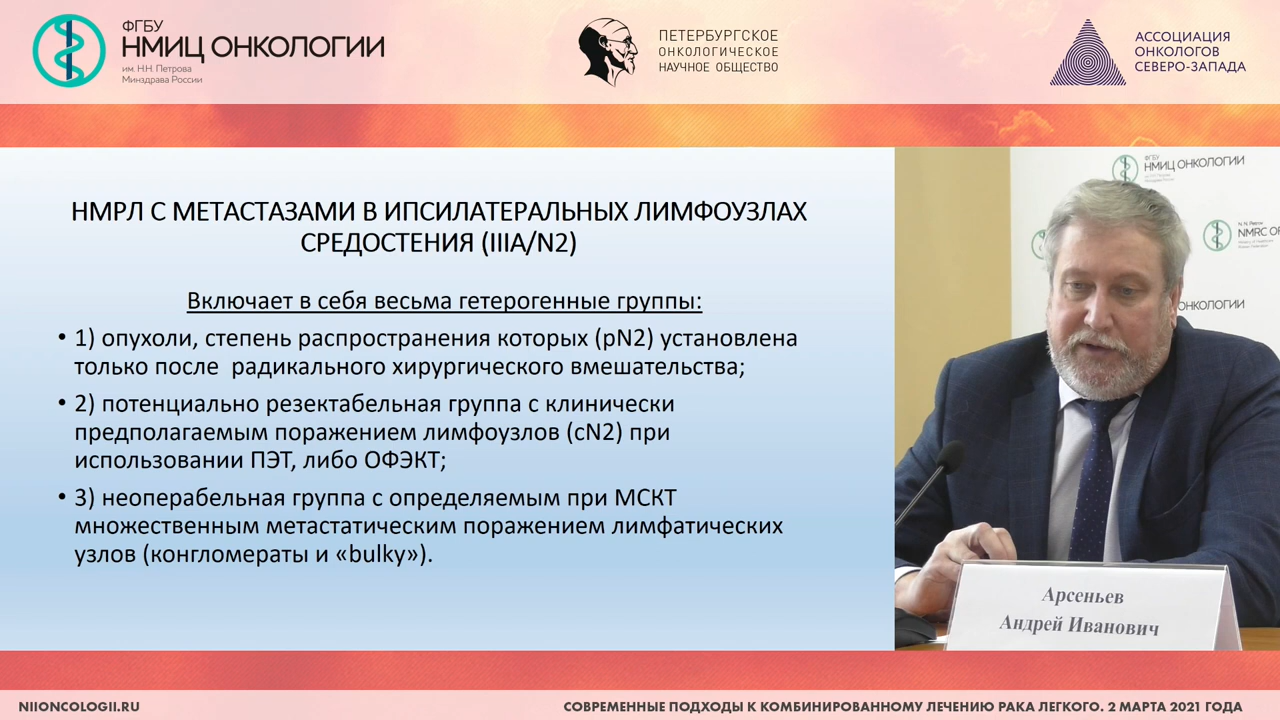 ФГБУ
НМИЦ ОНКОЛОГИИ
им. Н.Н. Петрова
Минздрава России
ПЕТЕРБУРГСКОЕ
ОНКОЛОГИЧЕСКОЕ
НАУЧНОЕ ОБЩЕСТВО
АССОЦИАЦИЯ
ОНКОЛОГОВ
СЕВЕРО-ЗАПАДА
НМРЛ С МЕТАСТАЗАМИ В ИПСИЛАТЕРАЛЬНЫХ ЛИМФОУЗЛАХ
СРЕДОСТЕНИЯ (IIIA/N2)
Включает в себя весьма гетерогенные группы:
• 1) опухоли, степень распространения которых (pN2) установлена
только после радикального хирургического вмешательства;
• 2) потенциально резектабельная группа с клинически
предполагаемым поражением лимфоузлов (cN2) при
использовании ПЭТ, либо ОФЭКТ;
• 3) неоперабельная группа с определяемым при МСКТ
множественным метастатическим поражением лимфатических
узлов (конгломераты и «bulky»).
ФГБУ
НМИЦ ОНКОЛОГИИ
N.N. Petrov
NMRC OF
ОНКОЛОГИИ
Арсеньев
Андрей Иванович
NIIONCOLOGII.RU
СОВРЕМЕННЫЕ ПОДХОДЫ К КОМБИНИРОВАННОМУ ЛЕЧЕНИЮ РАКА ЛЕГКОГО. 2 МАРТА 2021 ГОДА